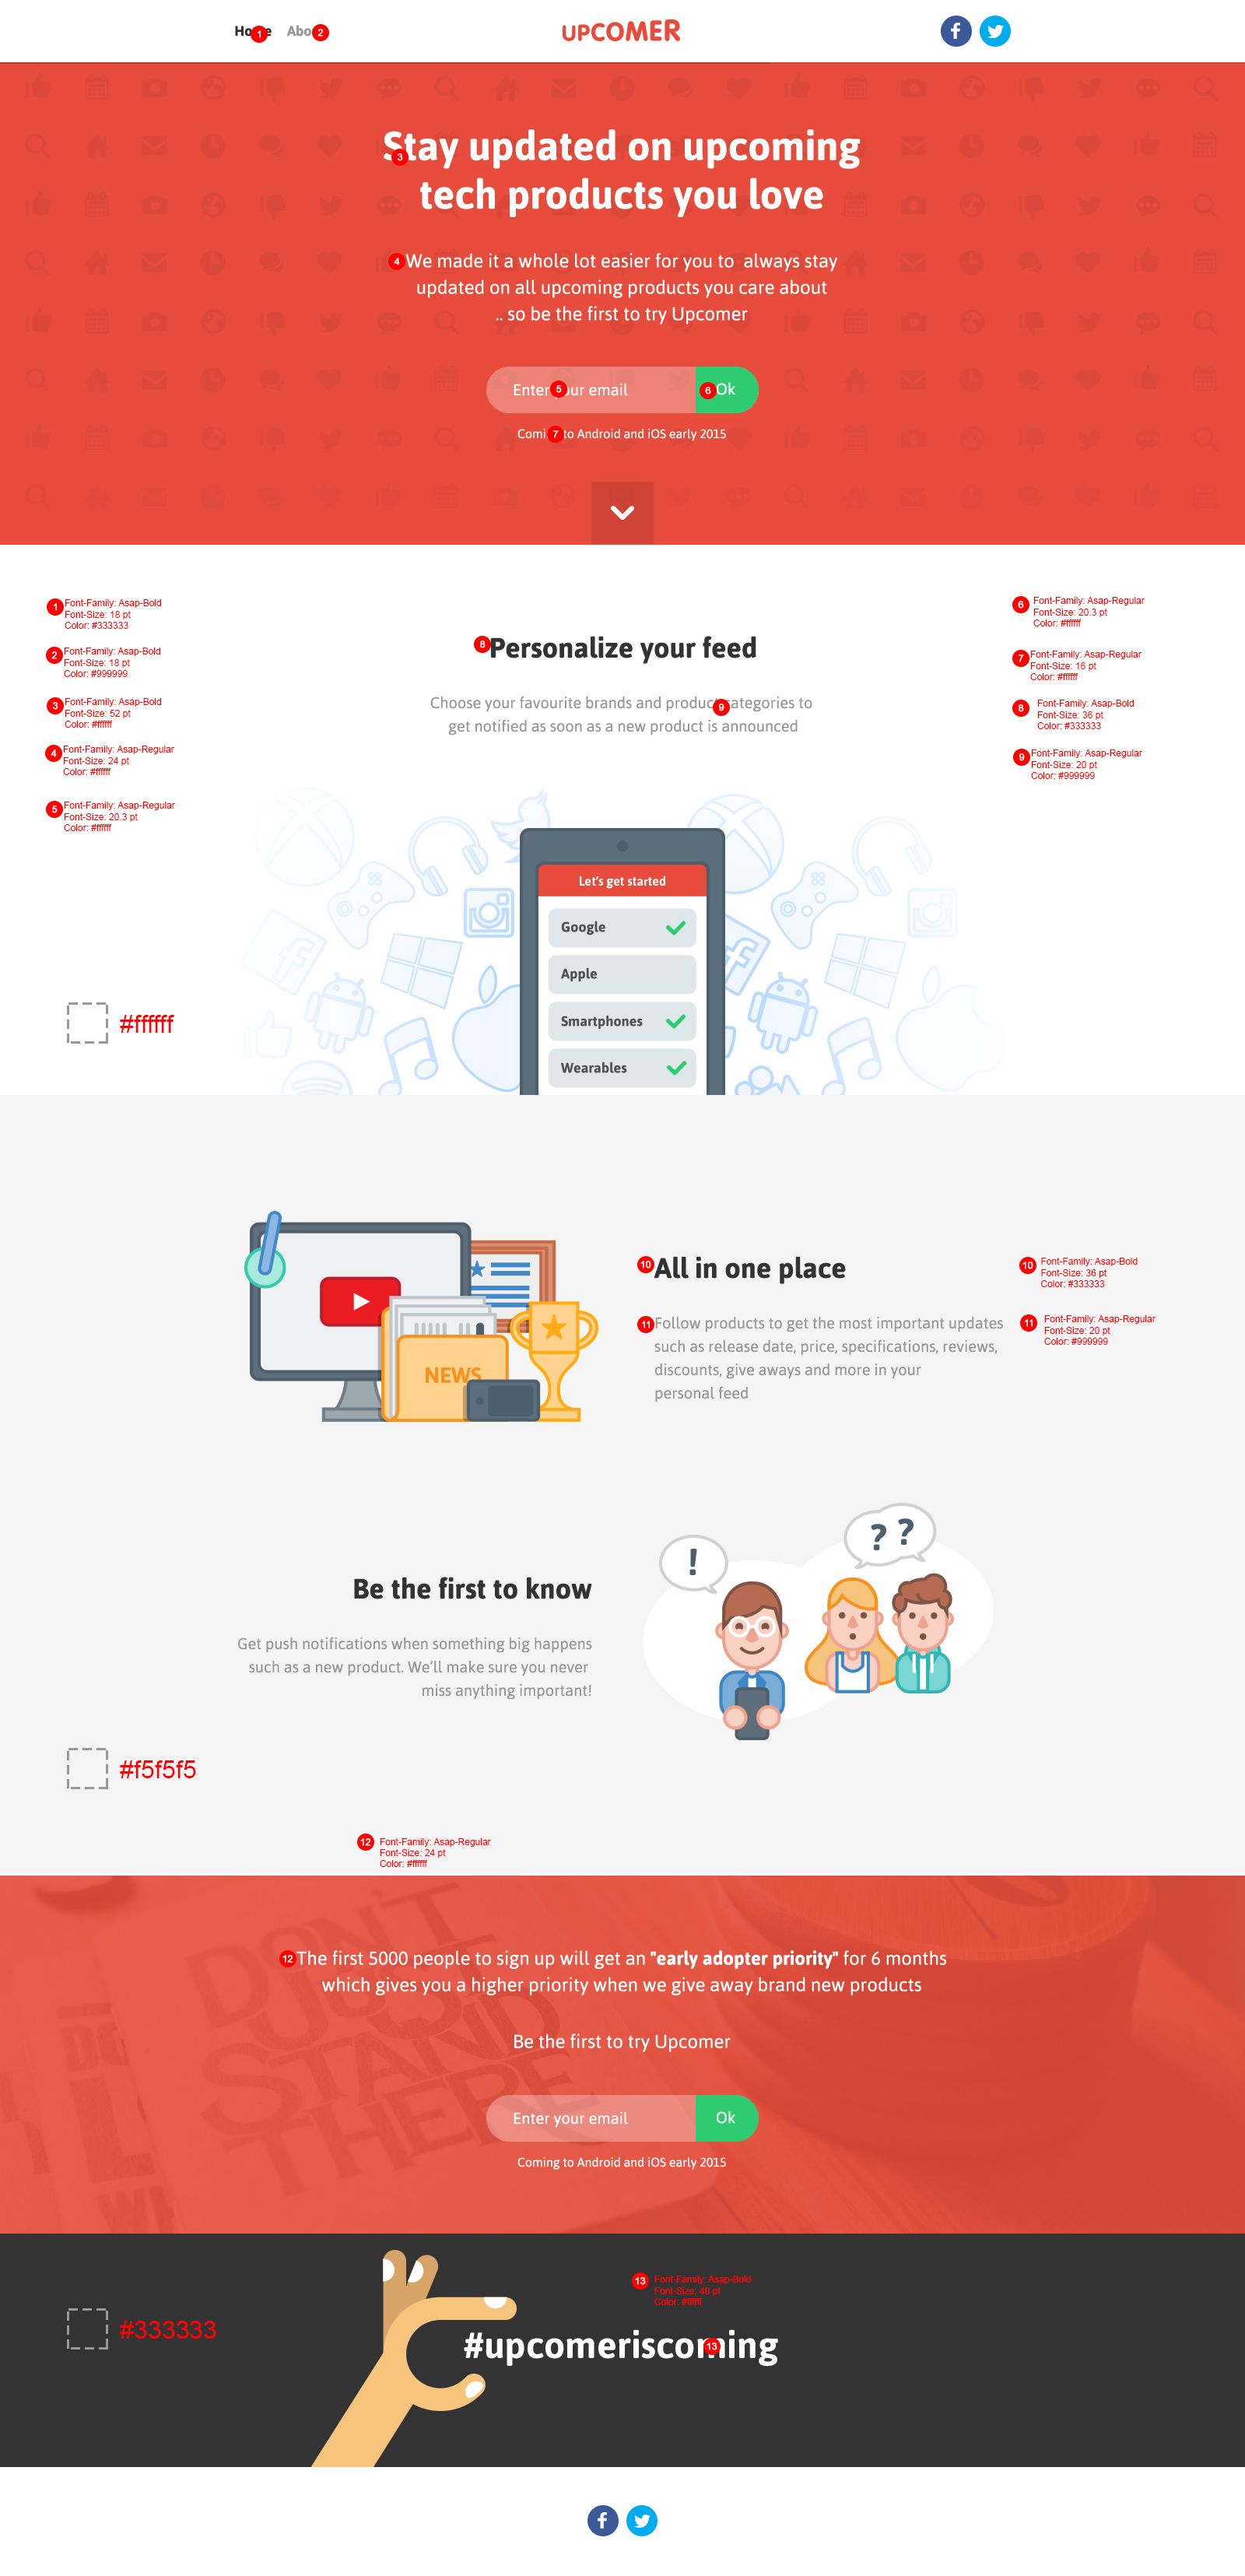 Ho 1 e Abo 2 UPCOMER
Stay updated on upcoming
3
tech products you love
4 We made it a whole lot easier for you to always stay
updated on all upcoming products you care about
.. so be the first to try Upcomer
Enter 5 our email 6 Ok
Comi 7 to Android and iOS early 2015
1 Font-Family: Asap-Bold
Font-Size: 18 pt
Color: #333333
2 Font-Family: Asap-Bold
Font-Size: 18 pt
Color: #999999
3 Font-Family: Asap-Bold
Font-Size: 52 pt
Color: #ffffff
4 Font-Family: Asap-Regular
Font-Size: 24 pt
Color: #ffffff
5 Font-Family: Asap-Regular
Font-Size: 20.3 pt
Color: #ffffff
8 Personalize your feed
Choose your favourite brands and product 9 ategories to
get notified as soon as a new product is announced
6 Font-Family: Asap-Regular
Font-Size: 20.3 pt
Color: #ffffff
7 Font-Family: Asap-Regular
Font-Size: 16 pt
Color: #ffffff
8 Font-Family: Asap-Bold
Font-Size: 36 pt
Color: #333333
9 Font-Family: Asap-Regular
Font-Size: 20 pt
Color: #999999
Let's get started
Google
Apple
Smartphones
Wearables
#ffffff
NEWS
10 All in one place
11 Follow products to get the most important updates
such as release date, price, specifications, reviews,
discounts, give aways and more in your
personal feed
10 Font-Family: Asap-Bold
Font-Size: 36 pt
Color: #333333
11 Font-Family: Asap-Regular
Font-Size: 20 pt
Color: #999999
! ? ?
Be the first to know
Get push notifications when something big happens
such as a new product. We'll make sure you never
miss anything important!
#f5f5f5
12 Font-Family: Asap-Regular
Font-Size: 24 pt
Color: #ffffff
DON'T
JUST
STAND
THERE
12 The first 5000 people to sign up will get an "early adopter priority" for 6 months
which gives you a higher priority when we give away brand new products
Be the first to try Upcomer
Enter your email Ok
Coming to Android and iOS early 2015
13 Font-Family: Asap-Bold
Font-Size: 48 pt
Color: #ffffff
#333333
#upcomeriscom 13 ing